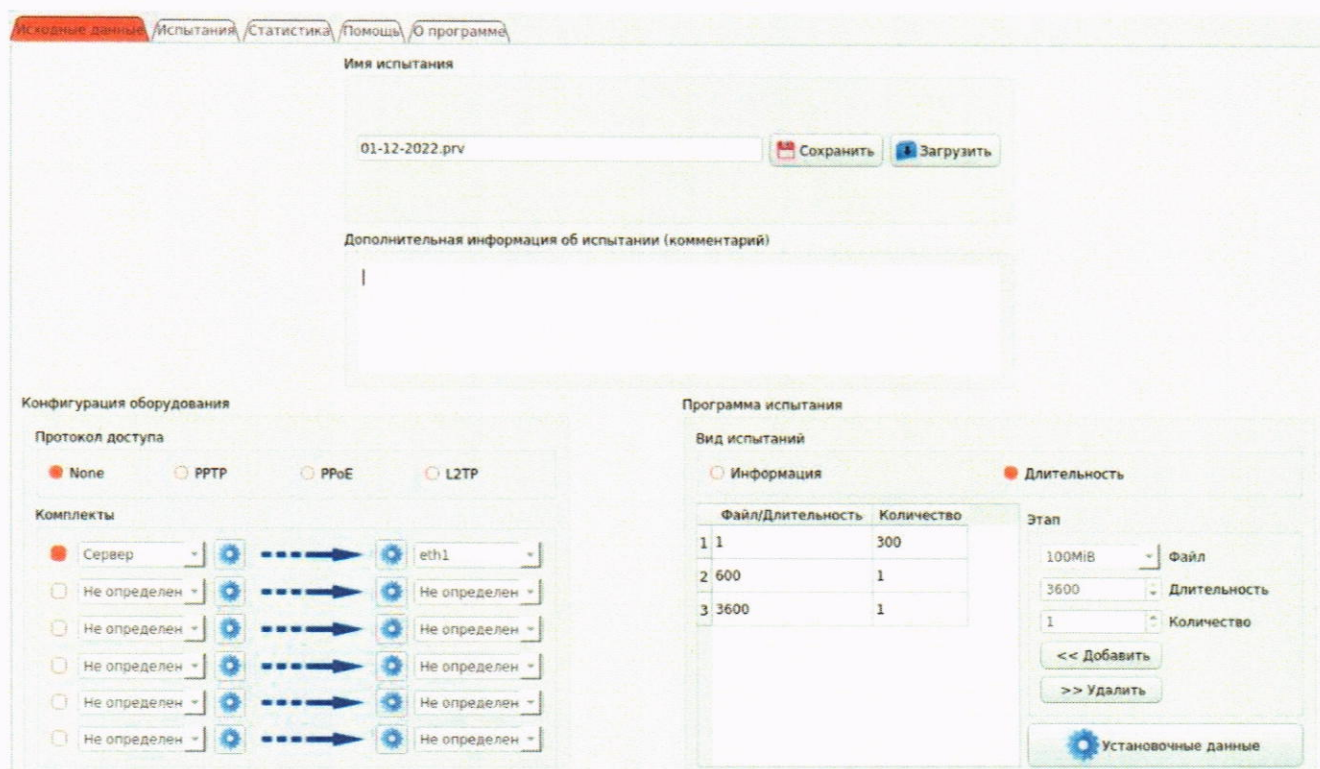 Исходные данные Испытания Статистика Помощь О программе
Имя испытания
01-12-2022.prv Сохранить Загрузить
Дополнительная информация об испытании (комментарий)
Конфигурация оборудования
Протокол доступа
None PPTP PPoE L2TP
Комплекты
Сервер eth1
Не определен Не определен
Не определен Не определен
Не определен Не определен
Не определен Не определен
Не определен Не определен
Программа испытания
Вид испытаний
Информация Длительность
Файл/Длительность Количество
1 1 300
2 600 1
3 3600 1
Этап
100MiB Файл
3600 Длительность
1 Количество
<< Добавить
>> Удалить
Установочные данные